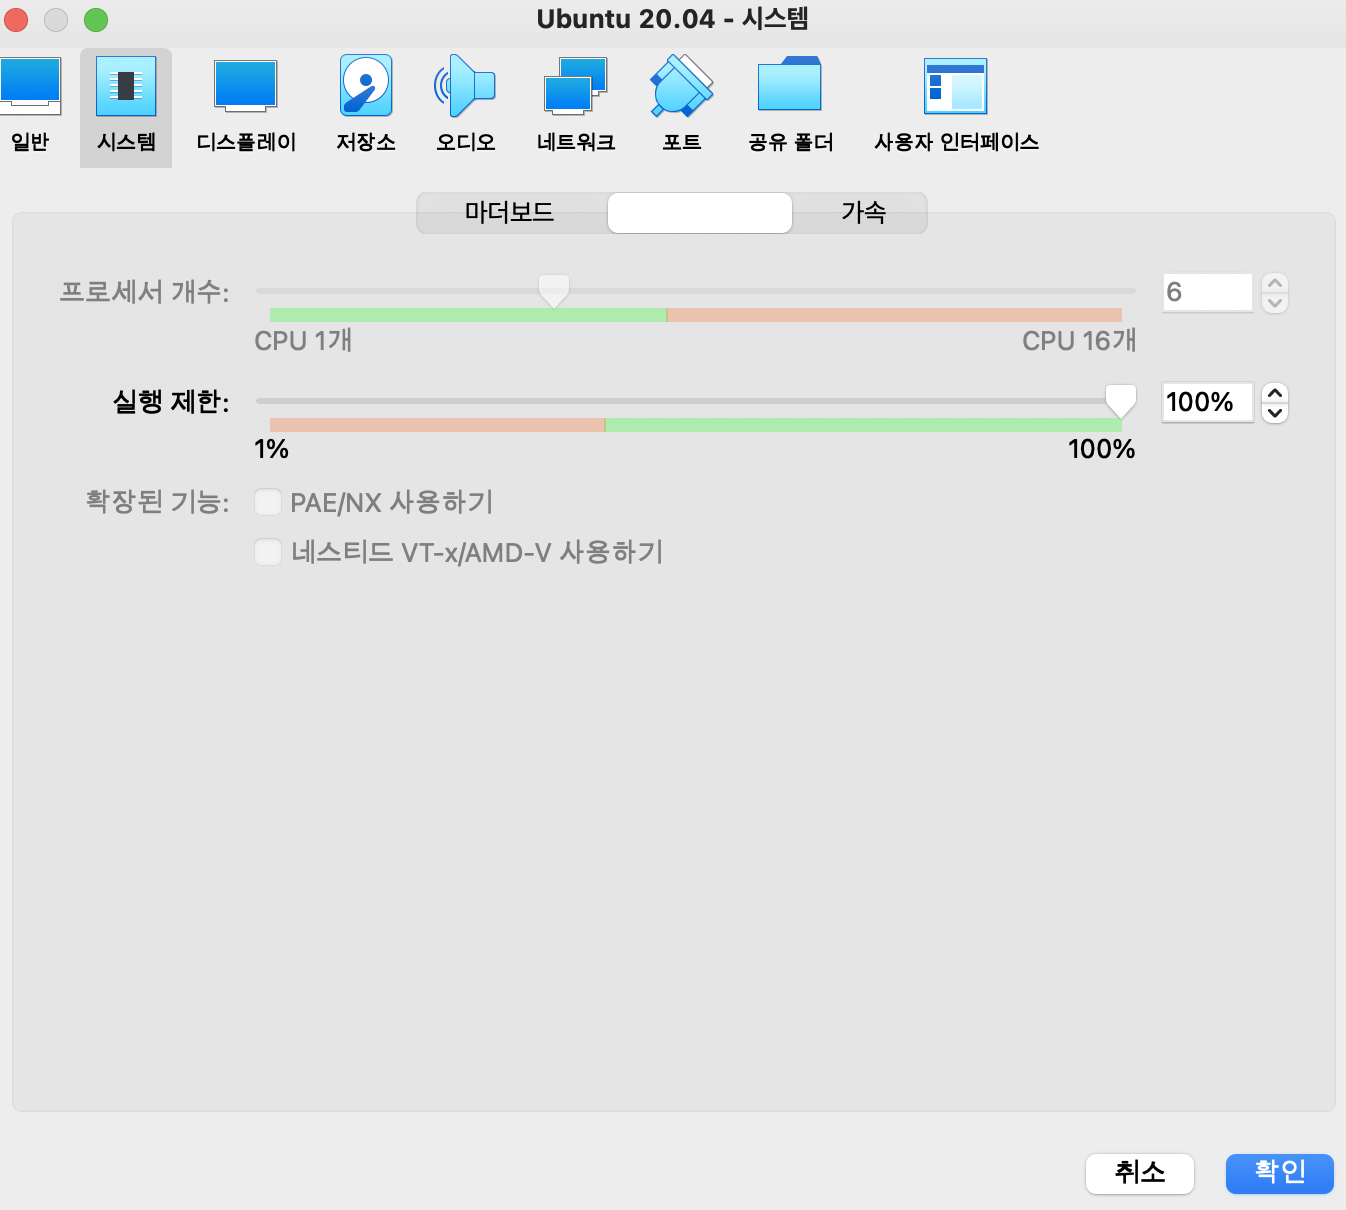 Ubuntu 20.04 - 시스템
일반 시스템 디스플레이 저장소 오디오 네트워크 포트 공유 폴더 사용자 인터페이스
마더보드 가속
프로세서 개수: 6
CPU 1개 CPU 16개
실행 제한: 100%
1% 100%
확장된 기능: PAE/NX 사용하기
네스티드 VT-x/AMD-V 사용하기
취소 확인